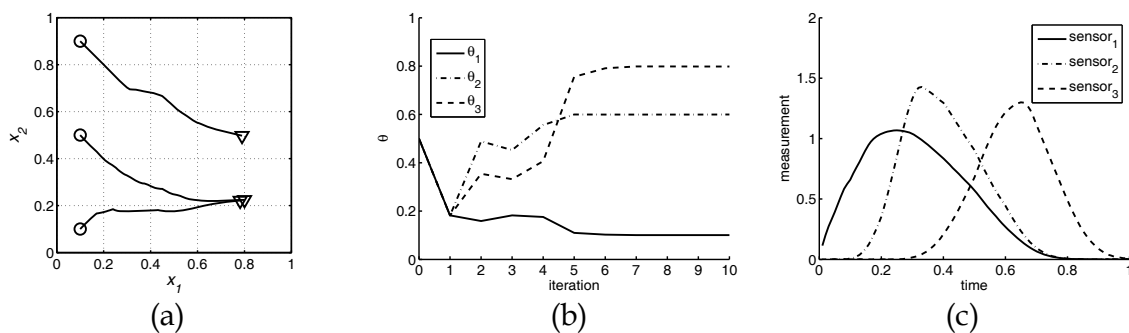 1
0.8
0.6
0.4
0.2
0
x2
0 0.2 0.4 0.6 0.8 1
x1
(a)
1
0.8
0.6
0.4
0.2
0
θ
θ1
θ2
θ3
0 1 2 3 4 5 6 7 8 9 10
iteration
(b)
2
1.5
1
0.5
0
measurement
sensor1
sensor2
sensor3
0 0.2 0.4 0.6 0.8 1
time
(c)